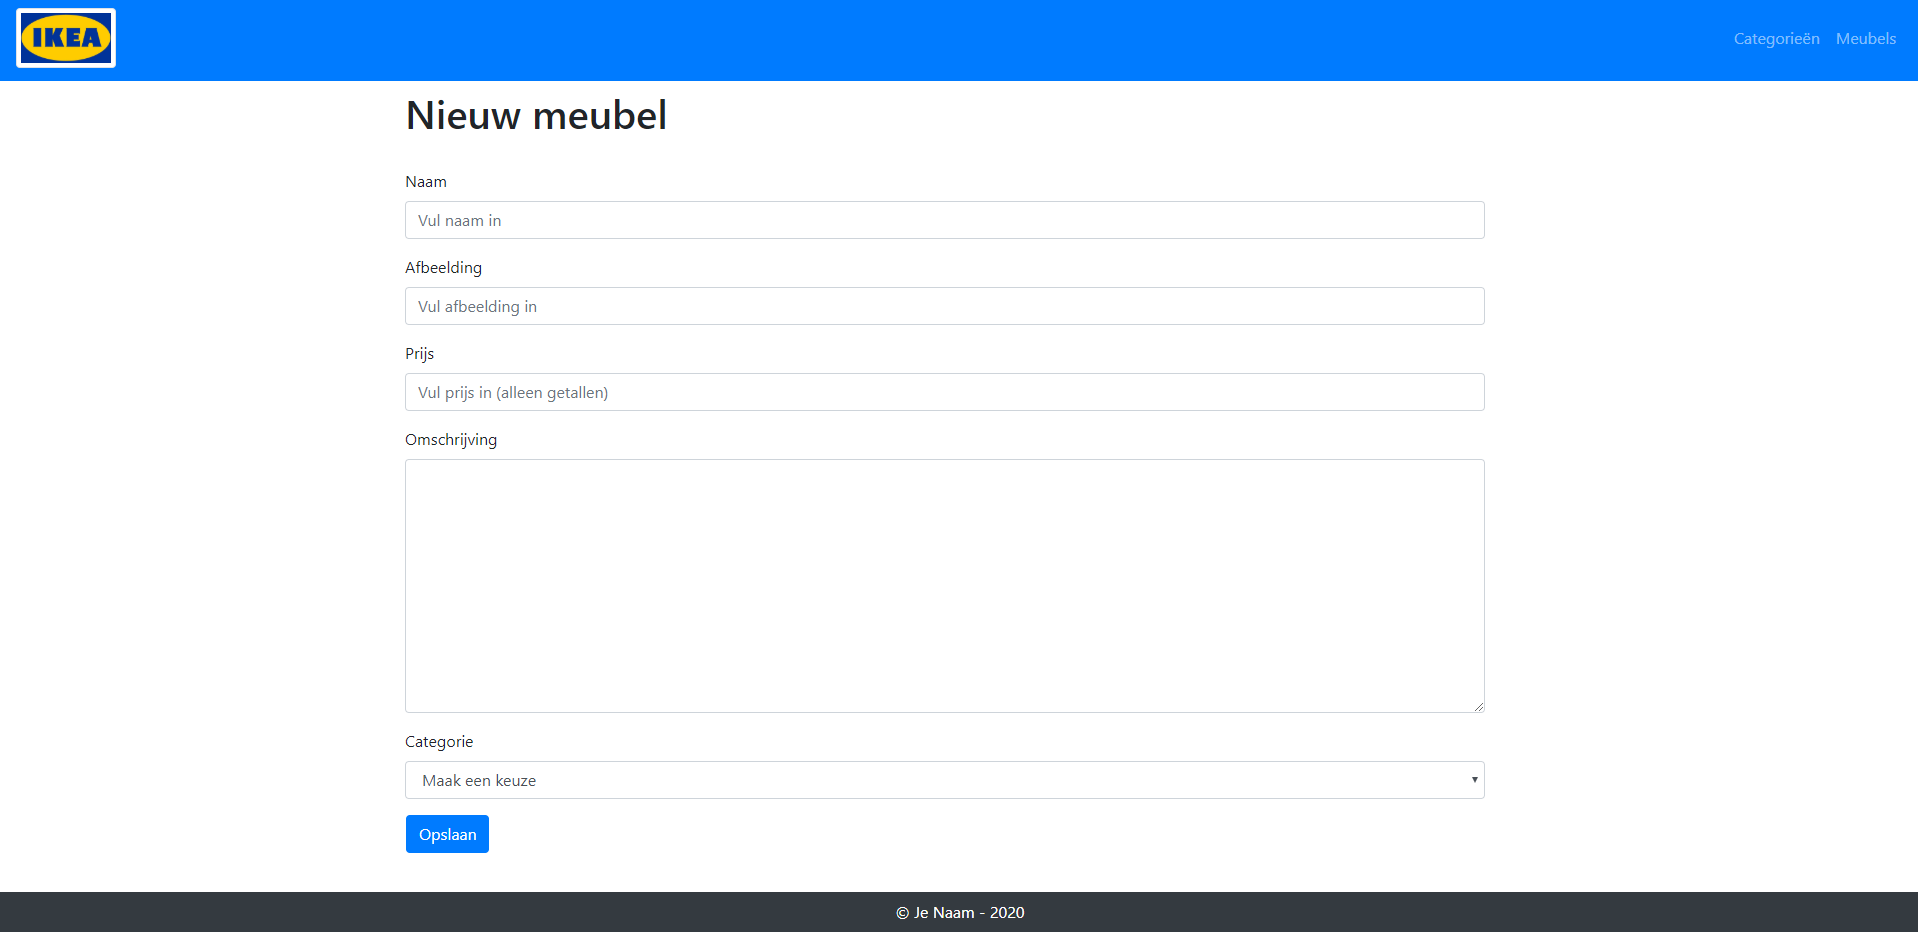 IKEA
Categorieën Meubels
Nieuw meubel
Naam
Vul naam in
Afbeelding
Vul afbeelding in
Prijs
Vul prijs in (alleen getallen)
Omschrijving
Categorie
Maak een keuze
Opslaan
© Je Naam - 2020